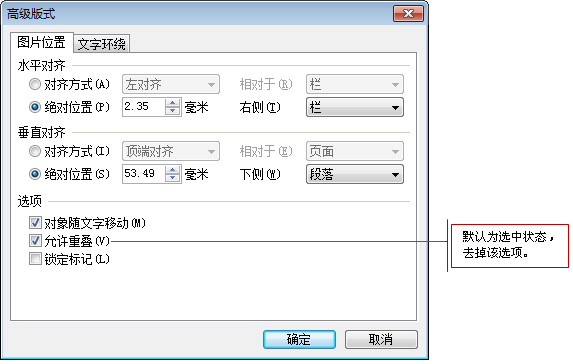 高级版式
图片位置 文字环绕
水平对齐
对齐方式(A) 左对齐 相对于(R) 栏
绝对位置(P) 2.35 毫米 右侧(T) 栏
垂直对齐
对齐方式(I) 顶端对齐 相对于(E) 页面
绝对位置(S) 53.49 毫米 下侧(W) 段落
选项
对象随文字移动(M)
允许重叠(V)
锁定标记(L)
默认为选中状态，
去掉该选项。
确定 取消